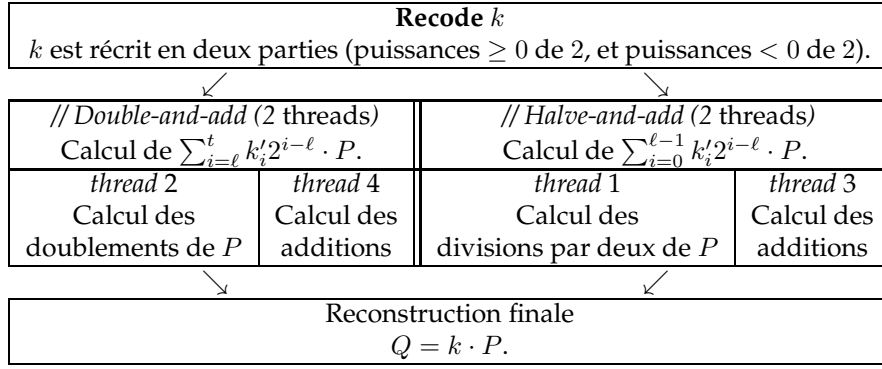 Recode k
k est récrit en deux parties (puissances ≥ 0 de 2, et puissances < 0 de 2).
↙ ↘
// Double-and-add (2 threads) // Halve-and-add (2 threads)
Calcul de ∑_{i=ℓ}^{t} k'_i 2^{i−ℓ} · P. Calcul de ∑_{i=0}^{ℓ−1} k'_i 2^{i−ℓ} · P.
thread 2 thread 4 thread 1 thread 3
Calcul des Calcul des Calcul des Calcul des
doublements de P additions divisions par deux de P additions
↘ ↙
Reconstruction finale
Q = k · P.